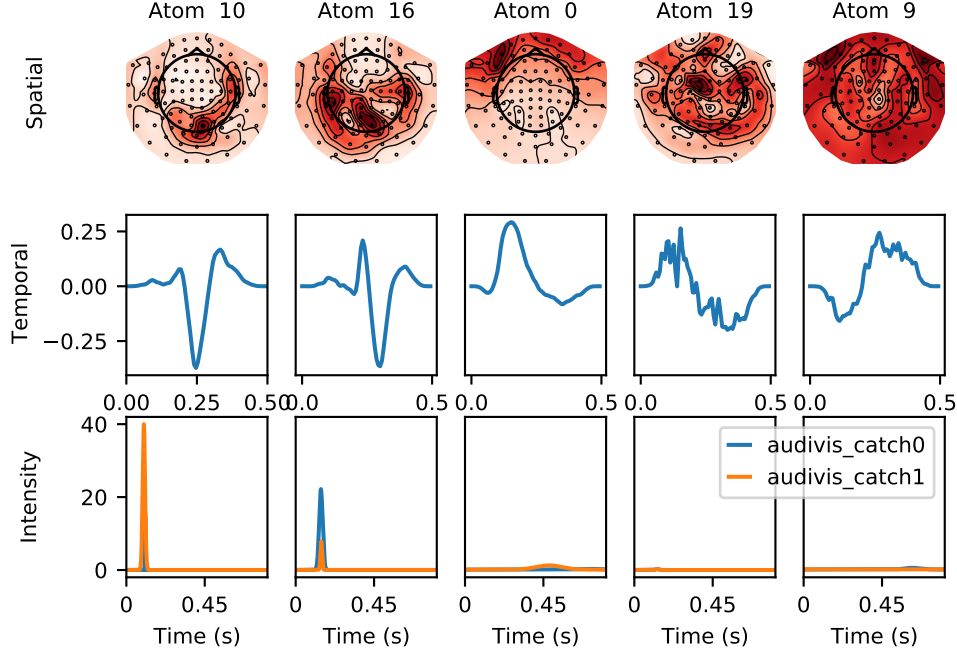 Atom 10 Atom 16 Atom 0 Atom 19 Atom 9
Spatial
Temporal
0.25
0.00
−0.25
0.00 0.25 0.50 0.0 0.5 0.0 0.5 0.0 0.5 0.0 0.5
Intensity
40
20
0
audivis_catch0
audivis_catch1
0 0.45 0 0.45 0 0.45 0 0.45 0 0.45
Time (s) Time (s) Time (s) Time (s) Time (s)